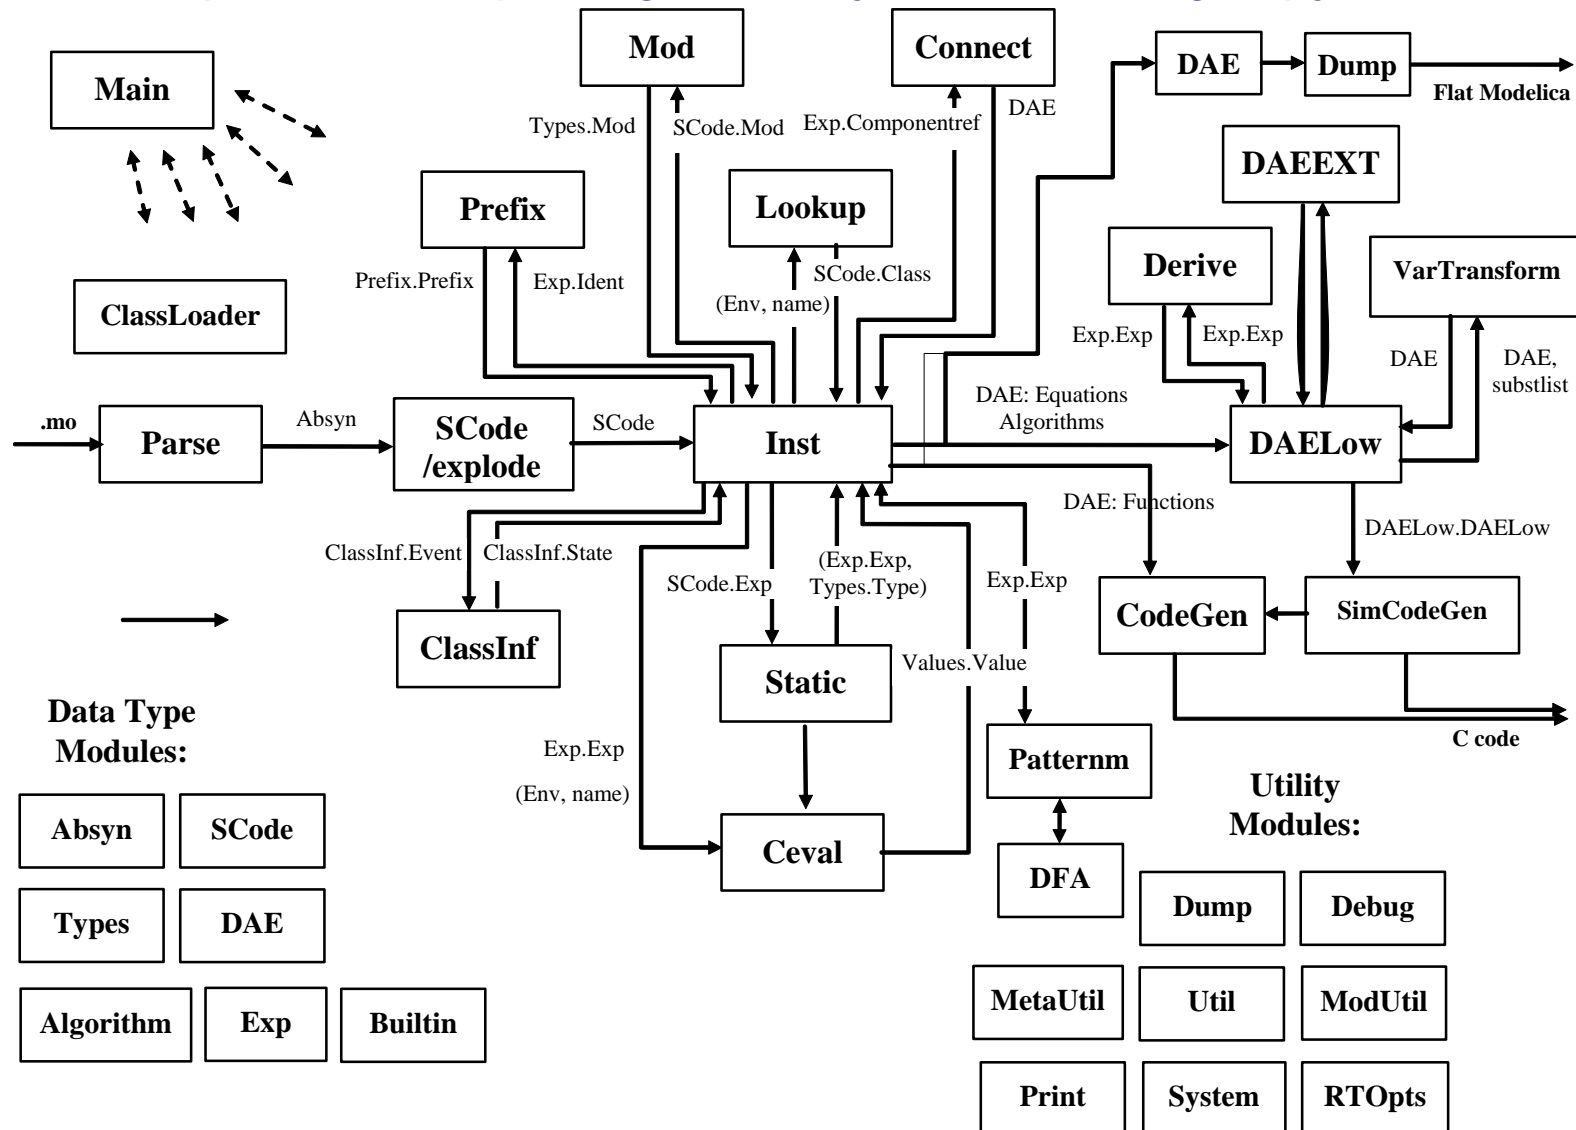 Mod
Connect
Main
DAE
Dump
Flat Modelica
Types.Mod
SCode.Mod
Exp.Componentref
DAE
DAEEXT
Prefix
Lookup
Derive
VarTransform
Prefix.Prefix
Exp.Ident
SCode.Class
(Env, name)
ClassLoader
Exp.Exp
Exp.Exp
DAE
DAE,
substlist
.mo
Parse
Absyn
SCode
/explode
SCode
Inst
DAE: Equations
Algorithms
DAELow
DAE: Functions
DAELow.DAELow
ClassInf.Event
ClassInf.State
SCode.Exp
(Exp.Exp,
Types.Type)
Exp.Exp
ClassInf
CodeGen
SimCodeGen
Static
Values.Value
C code
Data Type
Modules:
Exp.Exp
(Env, name)
Patternm
Utility
Modules:
Absyn
SCode
Ceval
DFA
Types
DAE
Dump
Debug
Algorithm
Exp
Builtin
MetaUtil
Util
ModUtil
Print
System
RTOpts